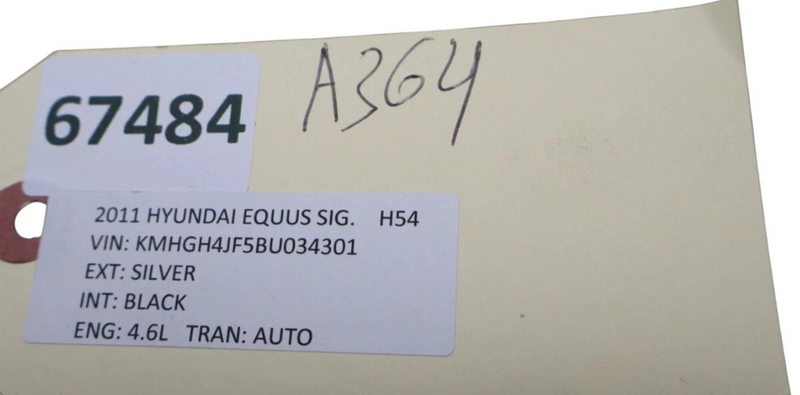 67484
A364
2011 HYUNDAI EQUUS SIG. H54
VIN: KMHGH4JF5BU034301
EXT: SILVER
INT: BLACK
ENG: 4.6L TRAN: AUTO